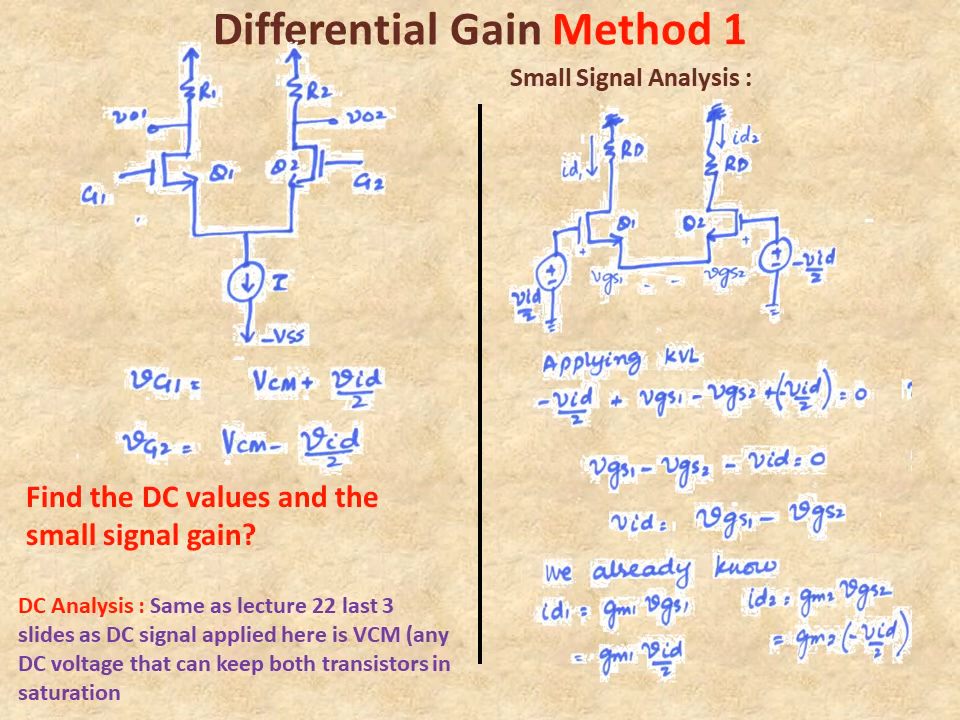 Differential Gain Method 1
R1
R2
vo1
vo2
Q1
Q2
G1
G2
I
-VSS
vG1 = VCM + vid/2
vG2 = VCM - vid/2
Find the DC values and the
small signal gain?
DC Analysis : Same as lecture 22 last 3
slides as DC signal applied here is VCM (any
DC voltage that can keep both transistors in
saturation
Small Signal Analysis :
id1
RD
id2
RD
Q1
Q2
+
+
vgs1 - - vgs2
+
-
+
-
vid/2
-vid/2
Applying KVL
-vid/2 + vgs1 - vgs2 + (-vid/2) = 0
vgs1 - vgs2 - vid = 0
vid = vgs1 - vgs2
we already know
id1 = gm1 vgs1
= gm1 vid/2
id2 = gm2 vgs2
= gm2 (-vid/2)